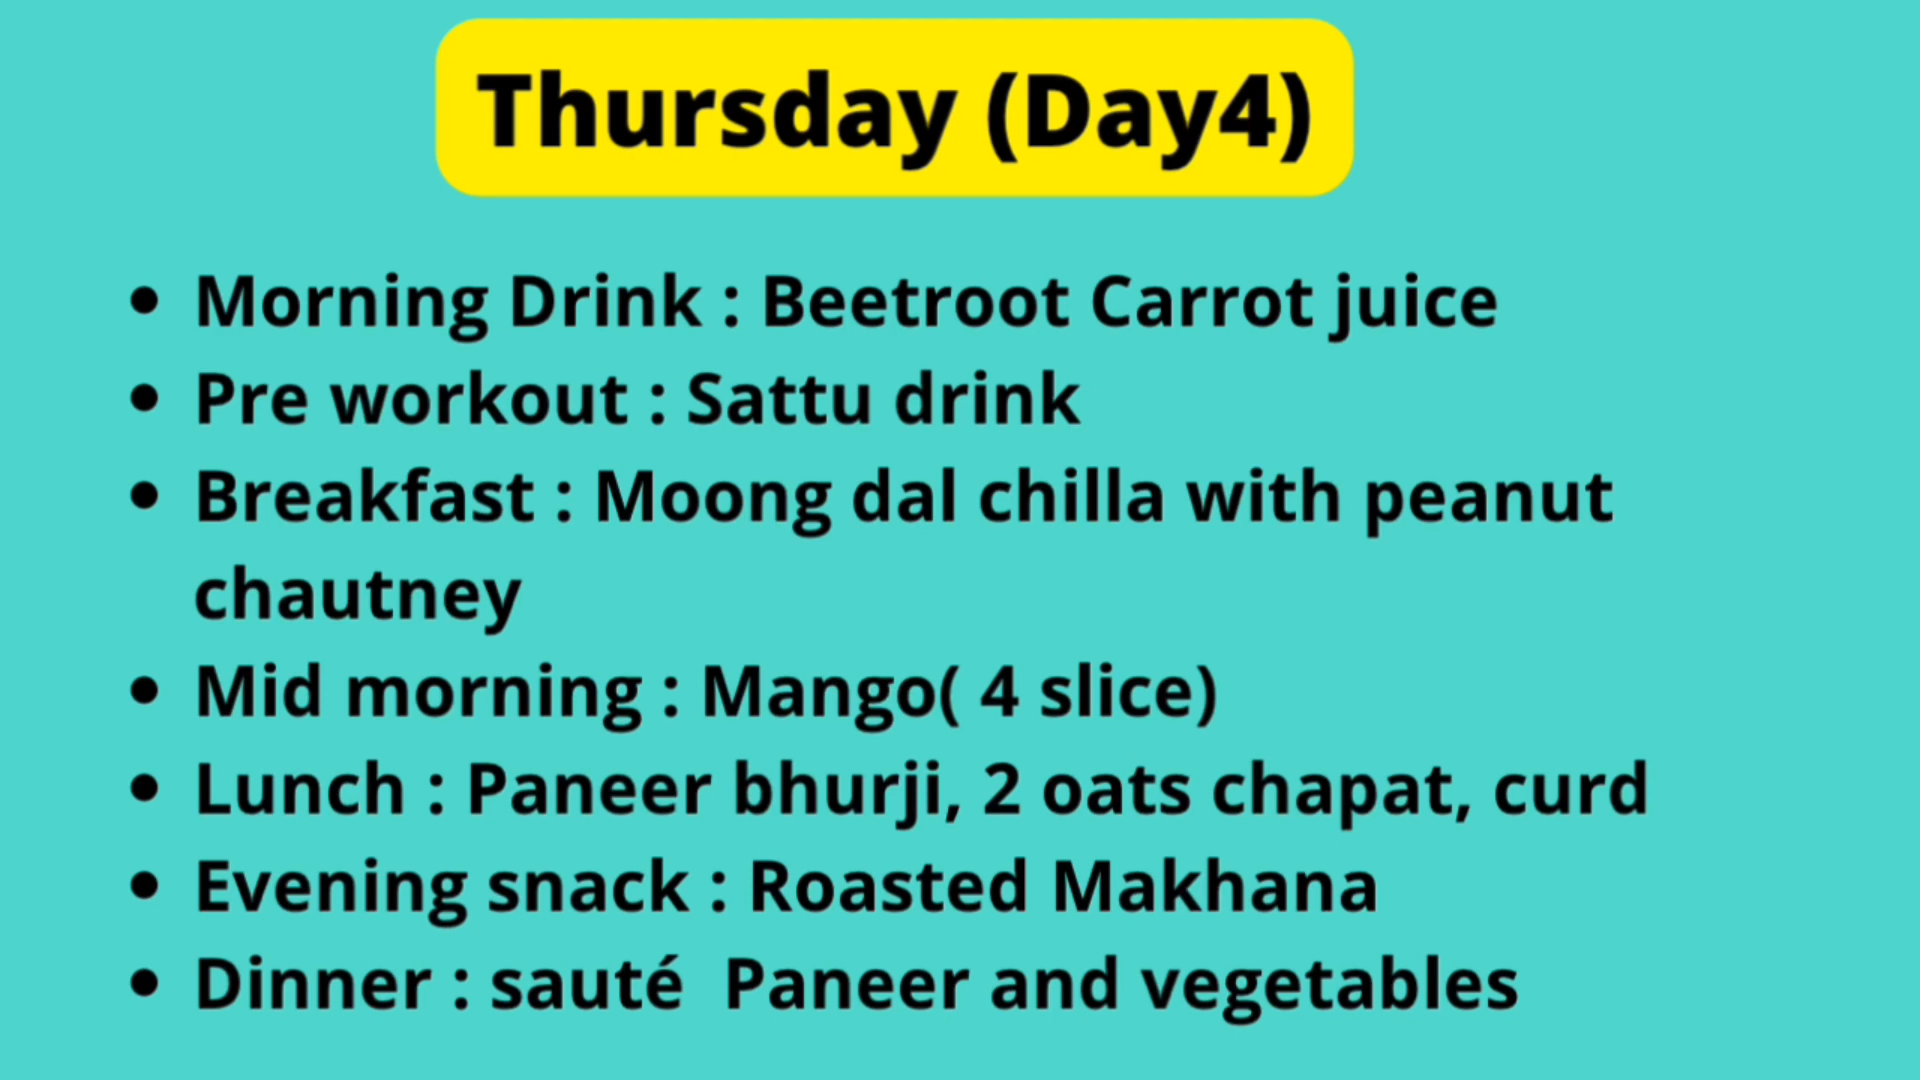 Thursday (Day4)
• Morning Drink : Beetroot Carrot juice
• Pre workout : Sattu drink
• Breakfast : Moong dal chilla with peanut
chautney
• Mid morning : Mango( 4 slice)
• Lunch : Paneer bhurji, 2 oats chapat, curd
• Evening snack : Roasted Makhana
• Dinner : sauté  Paneer and vegetables